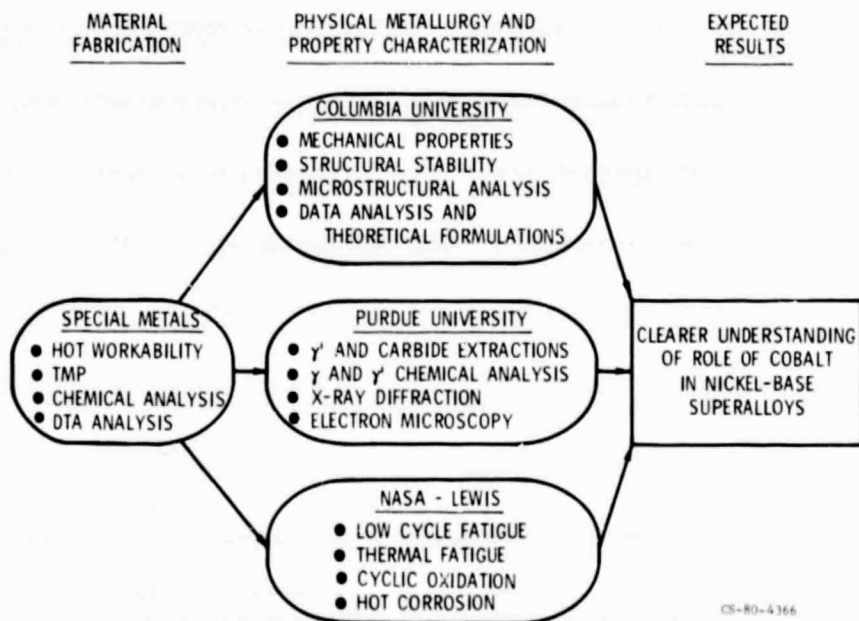 MATERIAL
FABRICATION
PHYSICAL METALLURGY AND
PROPERTY CHARACTERIZATION
EXPECTED
RESULTS
COLUMBIA UNIVERSITY
● MECHANICAL PROPERTIES
● STRUCTURAL STABILITY
● MICROSTRUCTURAL ANALYSIS
● DATA ANALYSIS AND
THEORETICAL FORMULATIONS
SPECIAL METALS
● HOT WORKABILITY
● TMP
● CHEMICAL ANALYSIS
● DTA ANALYSIS
PURDUE UNIVERSITY
● γ' AND CARBIDE EXTRACTIONS
● γ AND γ' CHEMICAL ANALYSIS
● X-RAY DIFFRACTION
● ELECTRON MICROSCOPY
CLEARER UNDERSTANDING
OF ROLE OF COBALT
IN NICKEL-BASE
SUPERALLOYS
NASA - LEWIS
● LOW CYCLE FATIGUE
● THERMAL FATIGUE
● CYCLIC OXIDATION
● HOT CORROSION
CS-80-4366